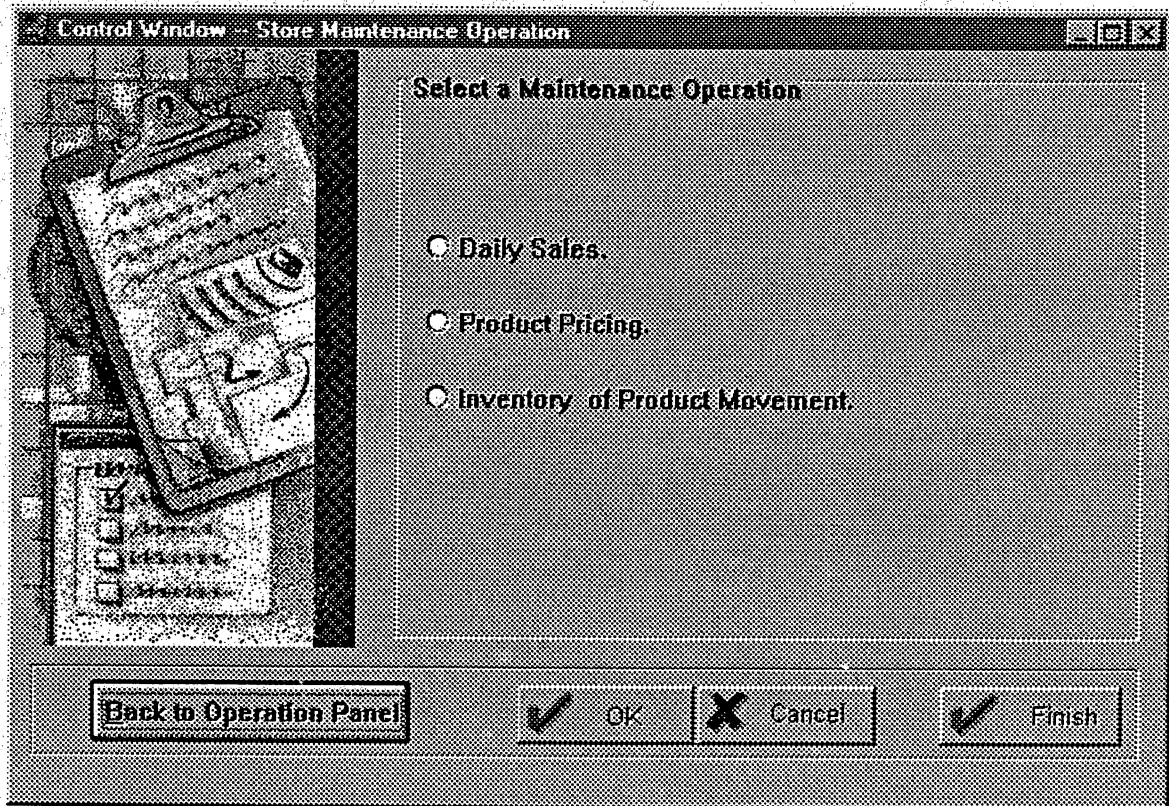 Control Window -- Store Maintenance Operation
Select a Maintenance Operation
Daily Sales.
Product Pricing.
Inventory of Product Movement.
Back to Operation Panel
OK
Cancel
Finish